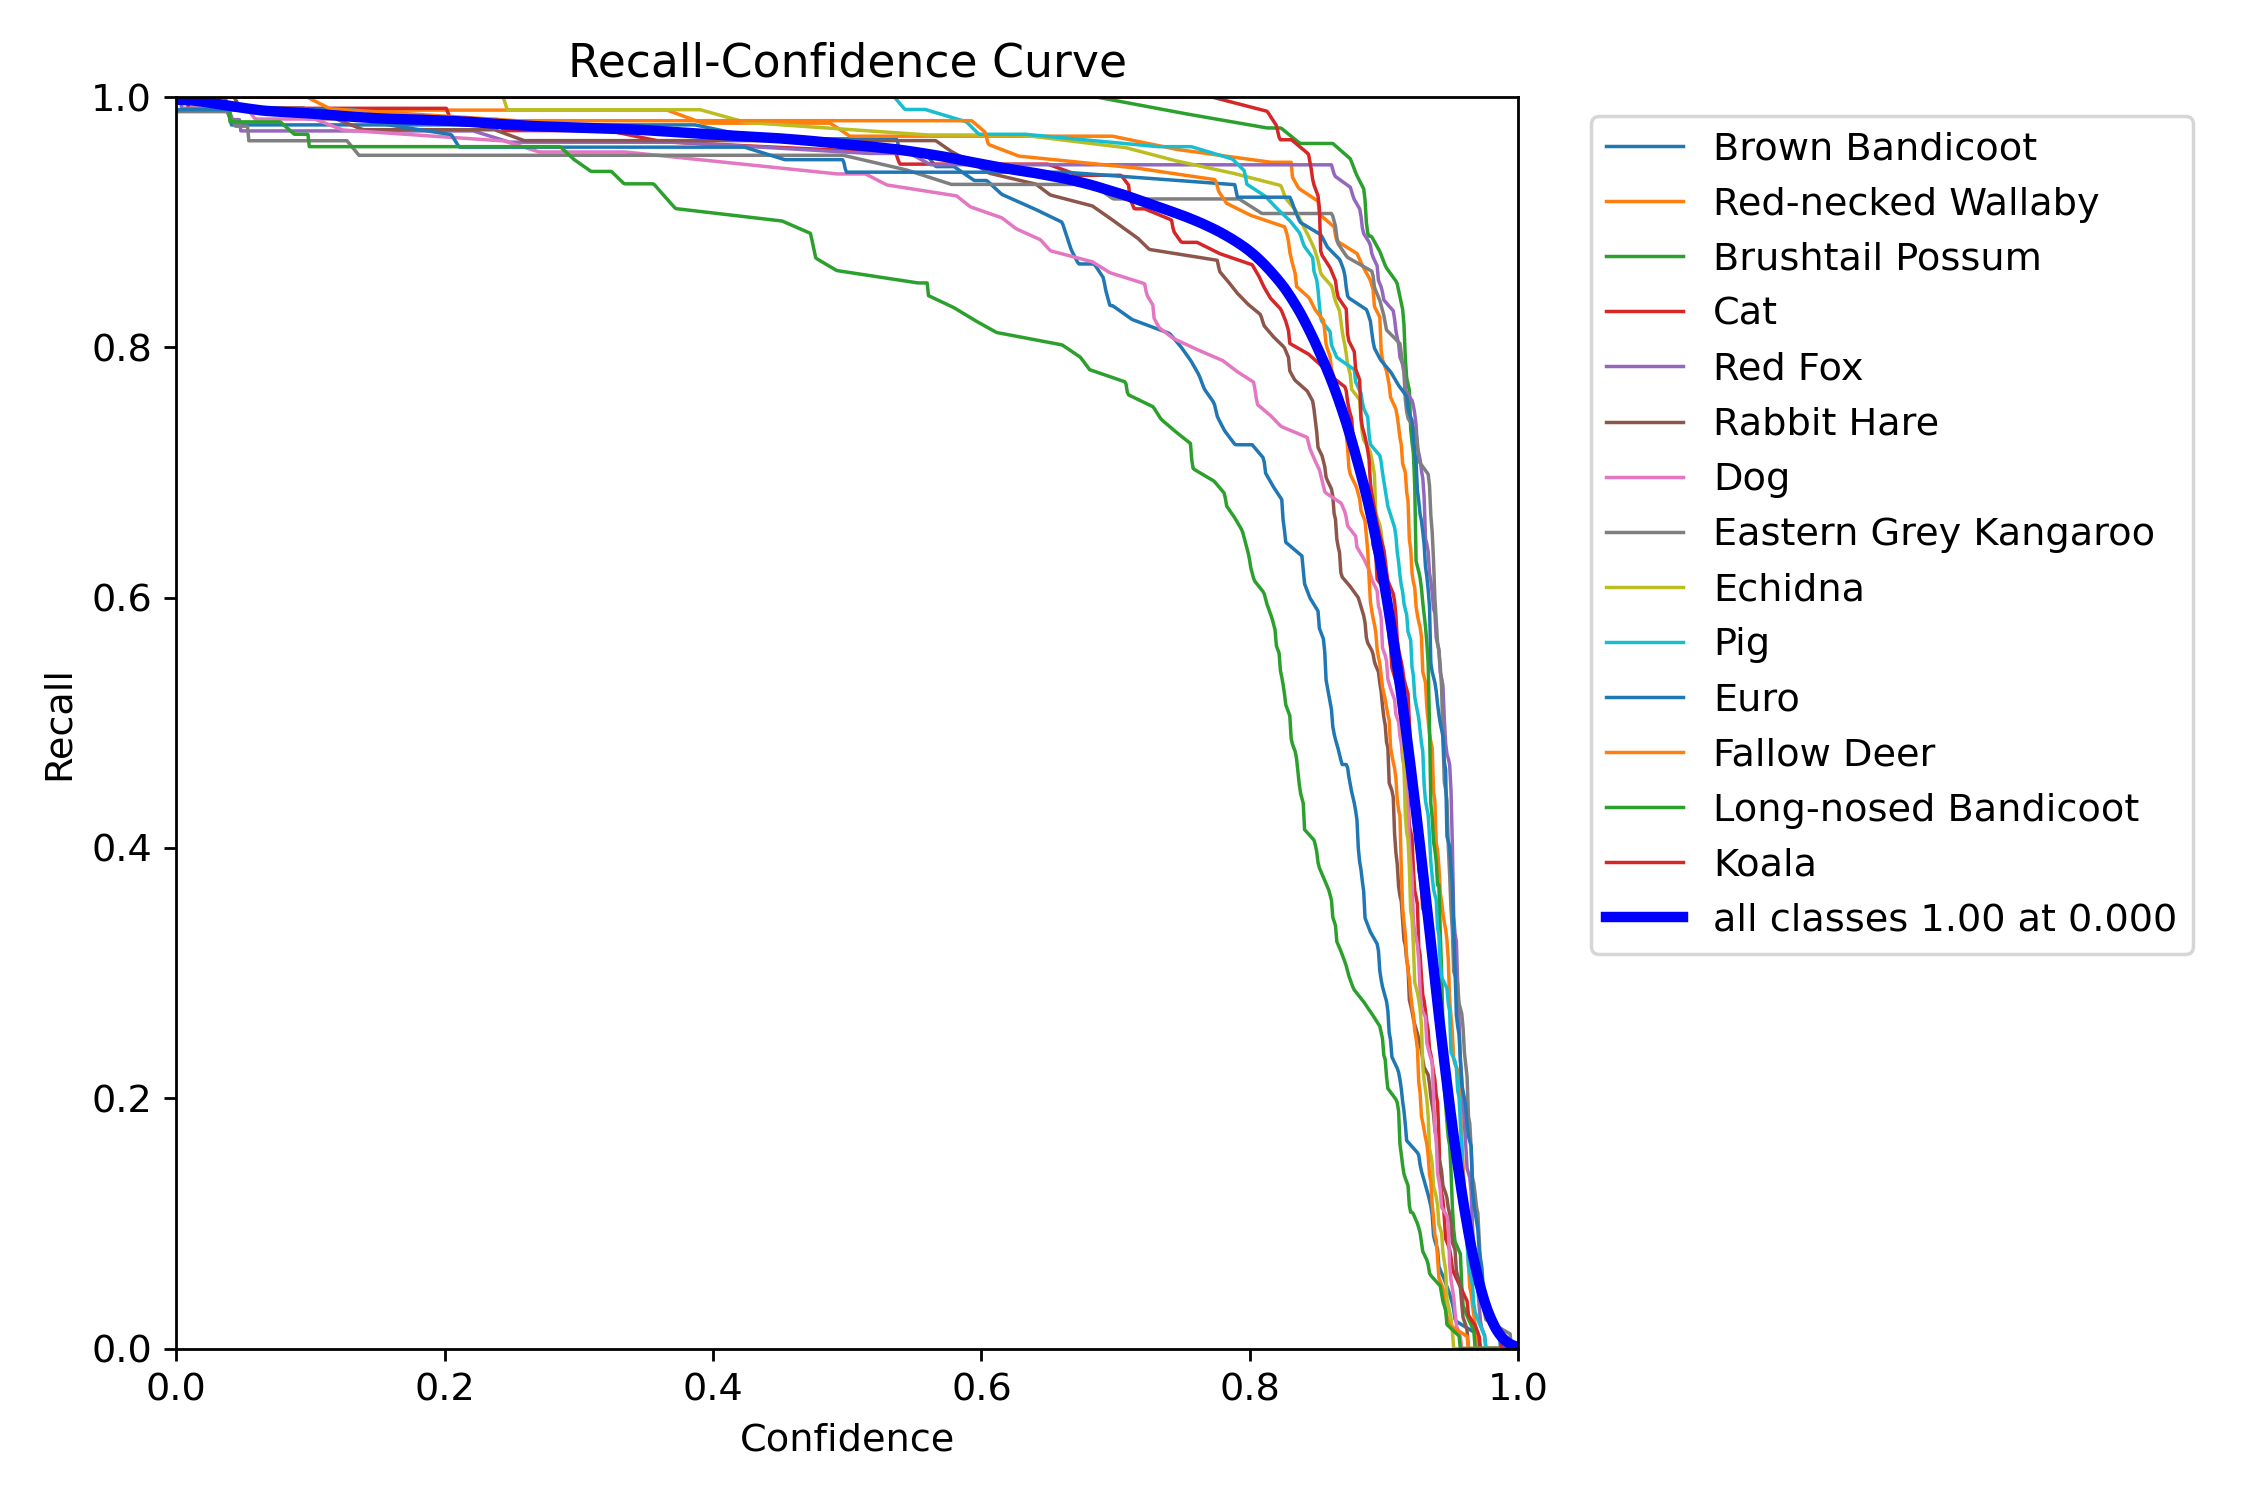 Recall-Confidence Curve
1.0
0.8
0.6
0.4
0.2
0.0
Recall
0.0 0.2 0.4 0.6 0.8 1.0
Confidence
Brown Bandicoot
Red-necked Wallaby
Brushtail Possum
Cat
Red Fox
Rabbit Hare
Dog
Eastern Grey Kangaroo
Echidna
Pig
Euro
Fallow Deer
Long-nosed Bandicoot
Koala
all classes 1.00 at 0.000